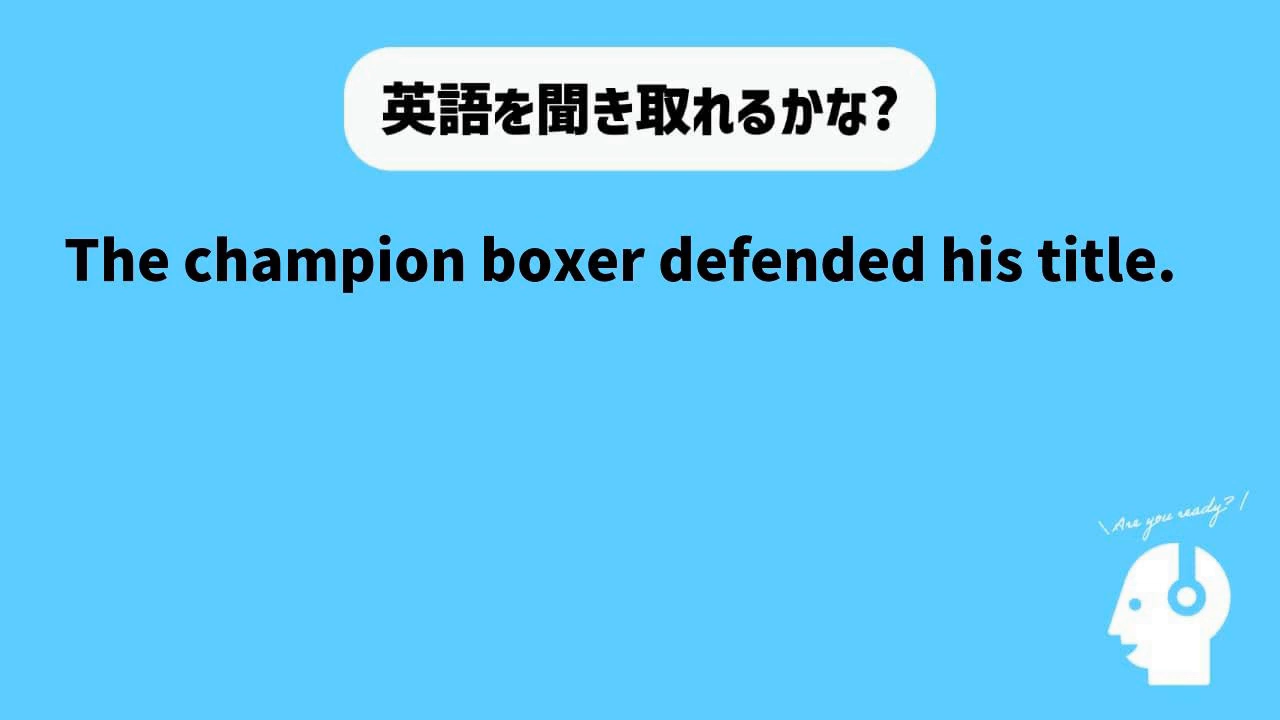 英語を聞き取れるかな?
The champion boxer defended his title.
\ Are you ready? /